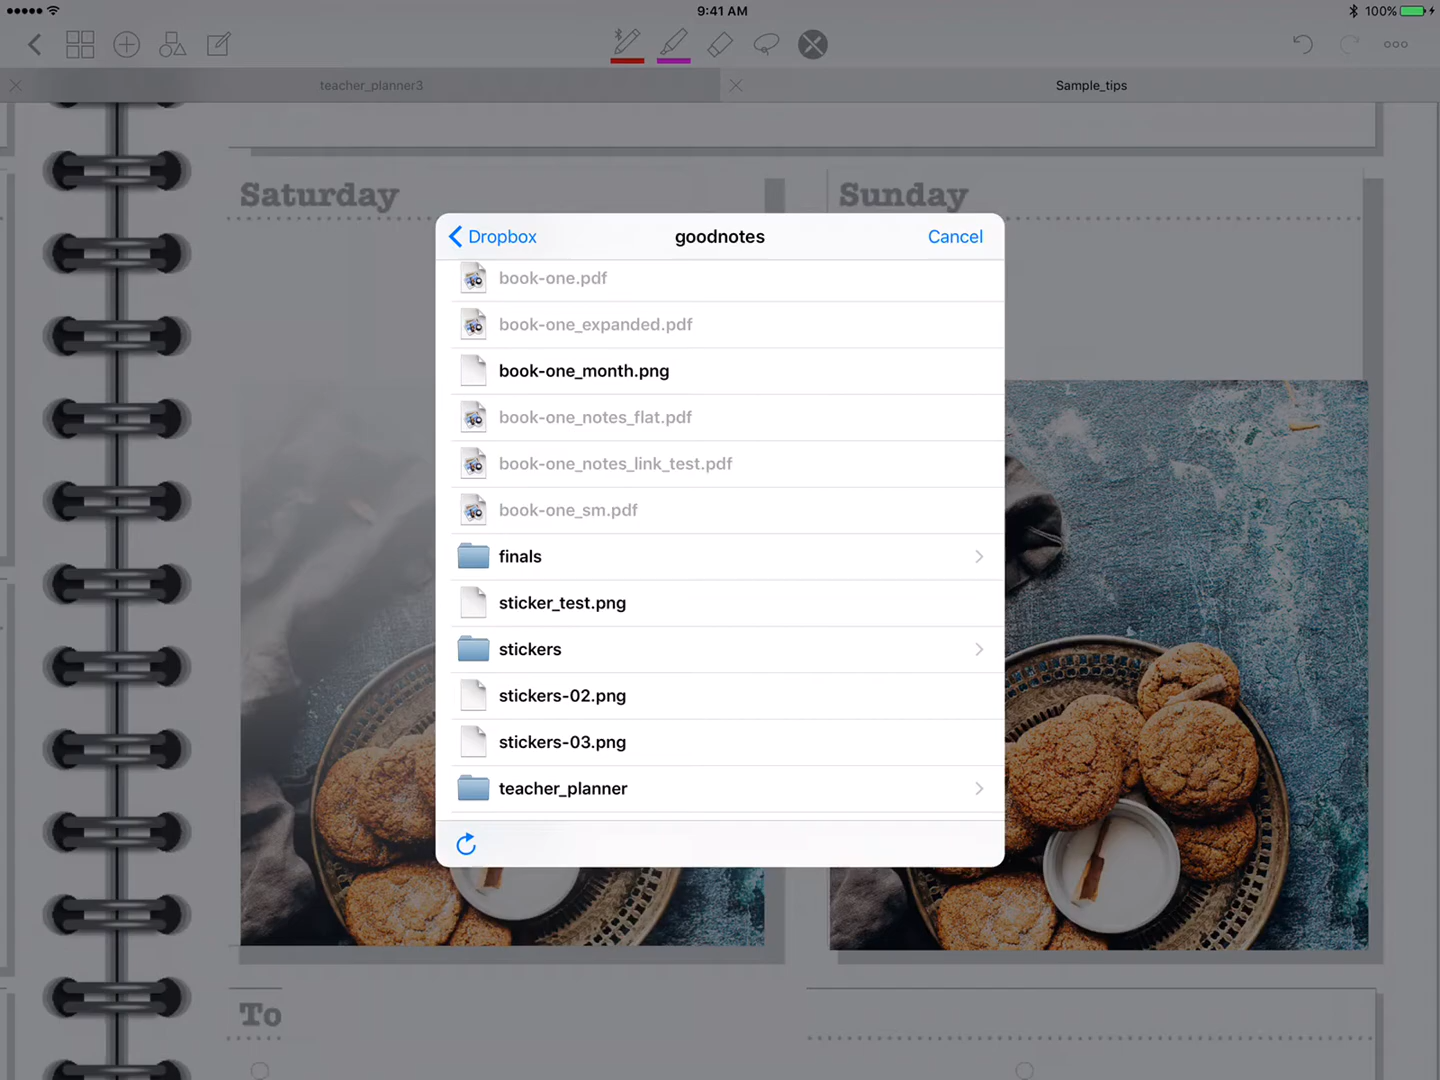 9:41 AM
100%
teacher_planner3
Sample_tips
Saturday
Sunday
Dropbox
goodnotes
Cancel
book-one.pdf
book-one_expanded.pdf
book-one_month.png
book-one_notes_flat.pdf
book-one_notes_link_test.pdf
book-one_sm.pdf
finals
sticker_test.png
stickers
stickers-02.png
stickers-03.png
teacher_planner
To